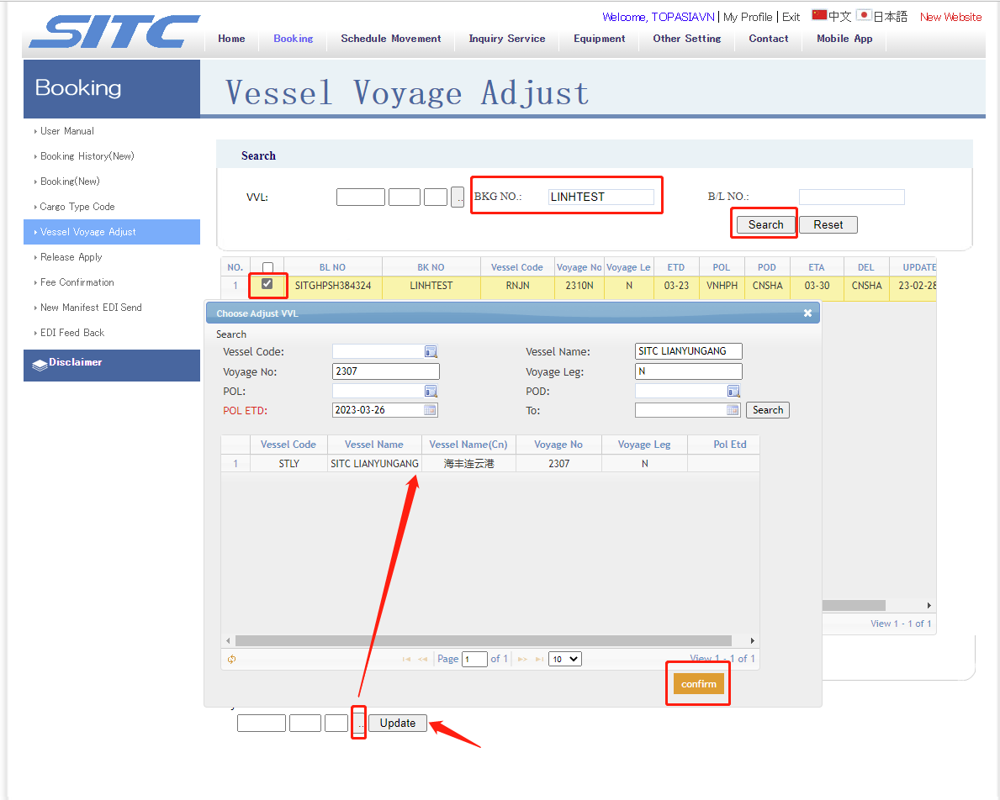 Welcome, TOPASIAVN | My Profile | Exit 中文 日本語 New Website
SITC
Home Booking Schedule Movement Inquiry Service Equipment Other Setting Contact Mobile App
Booking
Vessel Voyage Adjust
User Manual
Booking History(New)
Booking(New)
Cargo Type Code
Vessel Voyage Adjust
Release Apply
Fee Confirmation
New Manifest EDI Send
EDI Feed Back
Disclaimer
Search
VVL: .. BKG NO.: LINHTEST B/L NO.:
Search Reset
NO. BL NO BK NO Vessel Code Voyage No Voyage Le ETD POL POD ETA DEL UPDATE
1 SITGHPSH384324 LINHTEST RNJN 2310N N 03-23 VNHPH CNSHA 03-30 CNSHA 23-02-28
Choose Adjust VVL
Search
Vessel Code: Vessel Name: SITC LIANYUNGANG
Voyage No: 2307 Voyage Leg: N
POL: POD:
POL ETD: 2023-03-26 To: Search
Vessel Code Vessel Name Vessel Name(Cn) Voyage No Voyage Leg Pol Etd
1 STLY SITC LIANYUNGANG 海丰连云港 2307 N
View 1 - 1 of 1
Page 1 of 1 10 View 1 - 1 of 1
confirm
.. Update